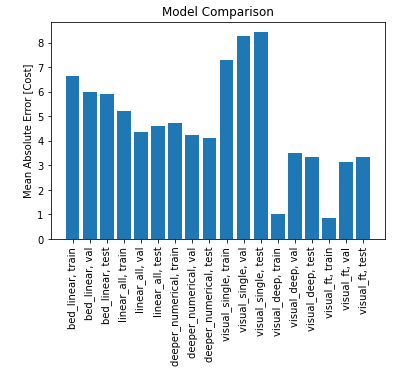 Model Comparison
Mean Absolute Error [Cost]
8
7
6
5
4
3
2
1
0
bed_linear, train
bed_linear, val
bed_linear, test
linear_all, train
linear_all, val
linear_all, test
deeper_numerical, train
deeper_numerical, val
deeper_numerical, test
visual_single, train
visual_single, val
visual_single, test
visual_deep, train
visual_deep, val
visual_deep, test
visual_ft, train
visual_ft, val
visual_ft, test